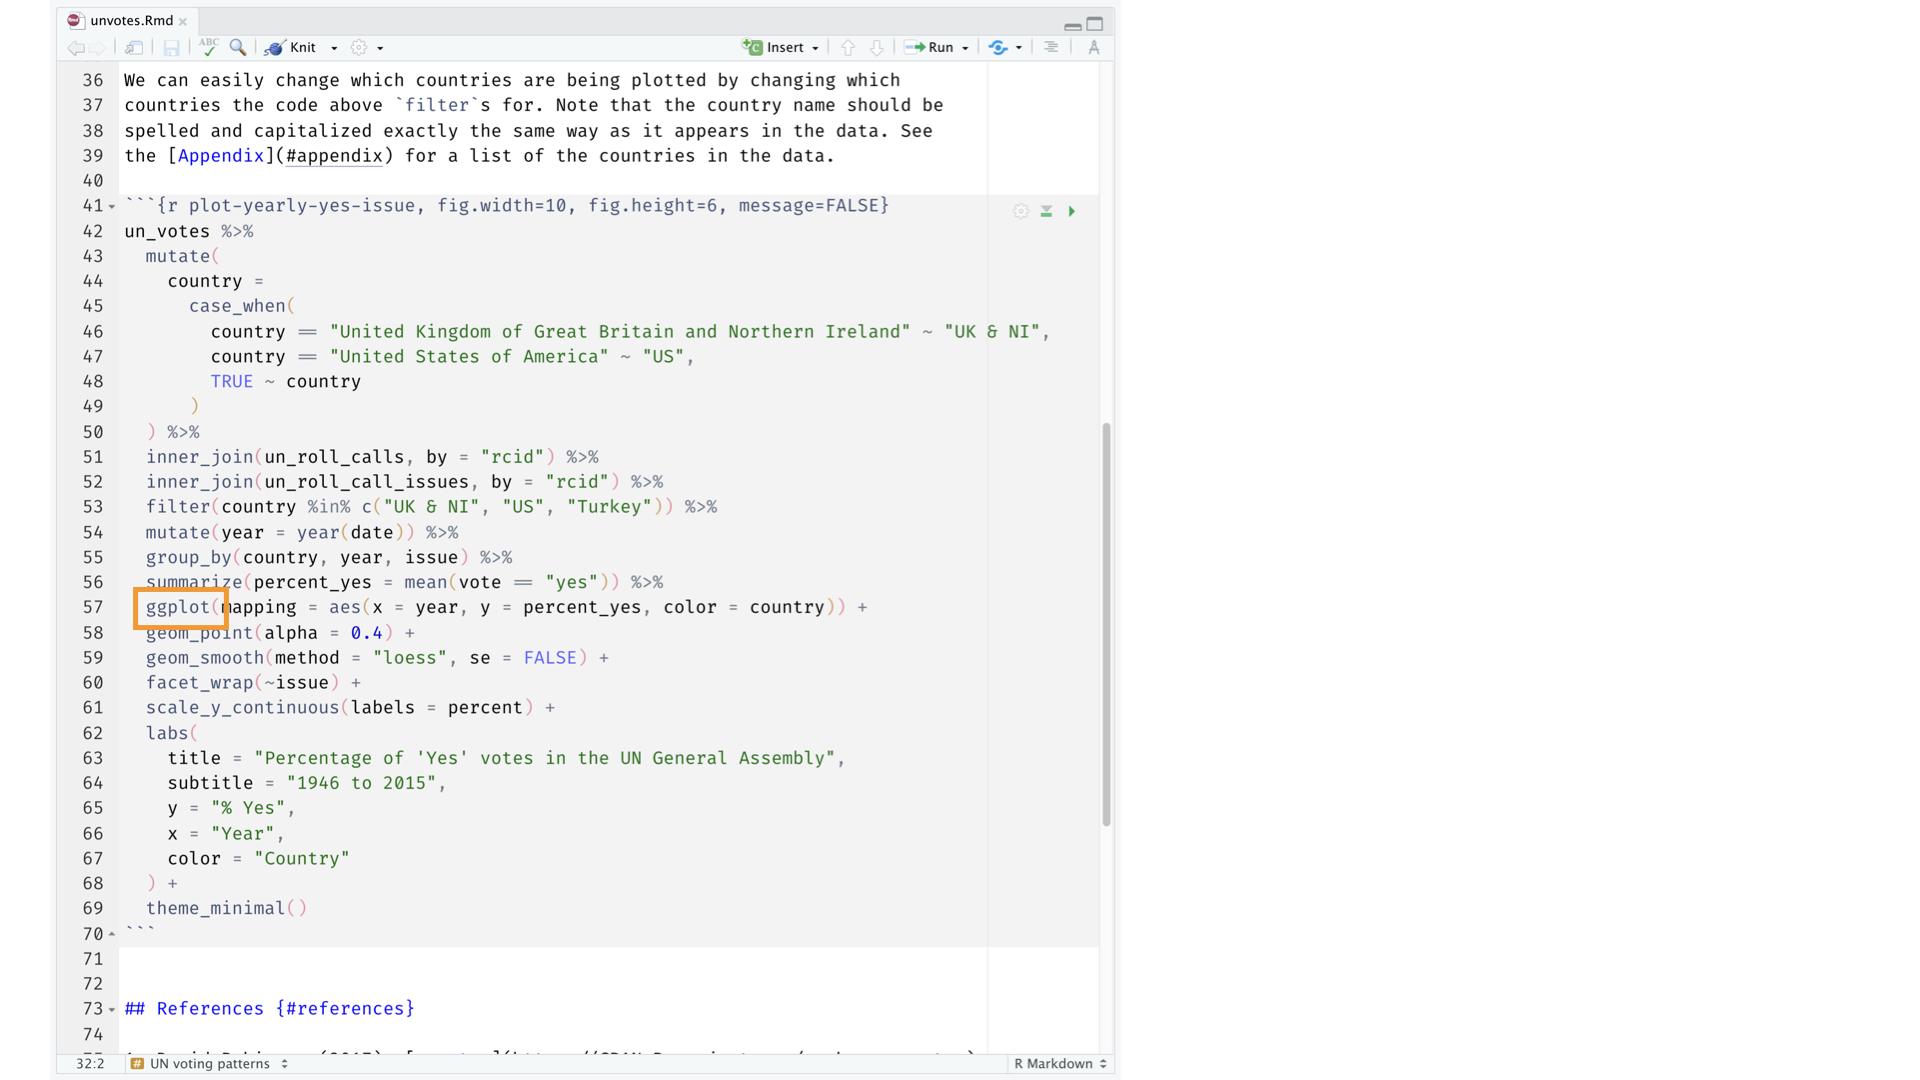 unvotes.Rmd
ABC
Knit
Insert
Run
36 We can easily change which countries are being plotted by changing which
37 countries the code above `filter`s for. Note that the country name should be
38 spelled and capitalized exactly the same way as it appears in the data. See
39 the [Appendix](#appendix) for a list of the countries in the data.
40
41 ```{r plot-yearly-yes-issue, fig.width=10, fig.height=6, message=FALSE}
42 un_votes %>%
43 mutate(
44 country =
45 case_when(
46 country == "United Kingdom of Great Britain and Northern Ireland" ~ "UK & NI",
47 country == "United States of America" ~ "US",
48 TRUE ~ country
49 )
50 ) %>%
51 inner_join(un_roll_calls, by = "rcid") %>%
52 inner_join(un_roll_call_issues, by = "rcid") %>%
53 filter(country %in% c("UK & NI", "US", "Turkey")) %>%
54 mutate(year = year(date)) %>%
55 group_by(country, year, issue) %>%
56 summarize(percent_yes = mean(vote == "yes")) %>%
57 ggplot(mapping = aes(x = year, y = percent_yes, color = country)) +
58 geom_point(alpha = 0.4) +
59 geom_smooth(method = "loess", se = FALSE) +
60 facet_wrap(~issue) +
61 scale_y_continuous(labels = percent) +
62 labs(
63 title = "Percentage of 'Yes' votes in the UN General Assembly",
64 subtitle = "1946 to 2015",
65 y = "% Yes",
66 x = "Year",
67 color = "Country"
68 ) +
69 theme_minimal()
70 ```
71
72
73 ## References {#references}
74
32:2 # UN voting patterns R Markdown